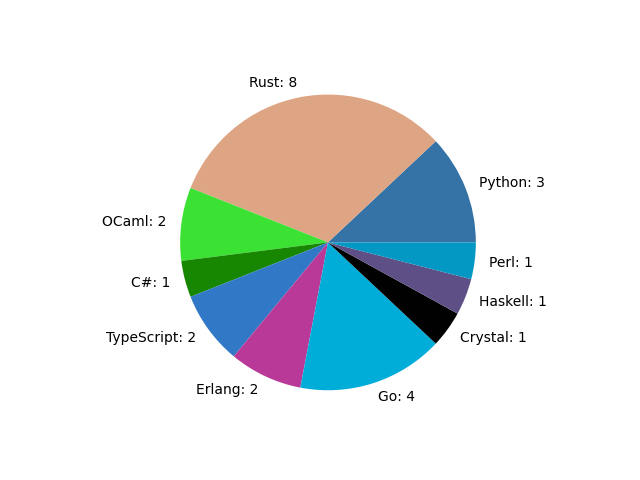 Rust: 8
Python: 3
OCaml: 2
Perl: 1
C#: 1
Haskell: 1
TypeScript: 2
Crystal: 1
Erlang: 2
Go: 4